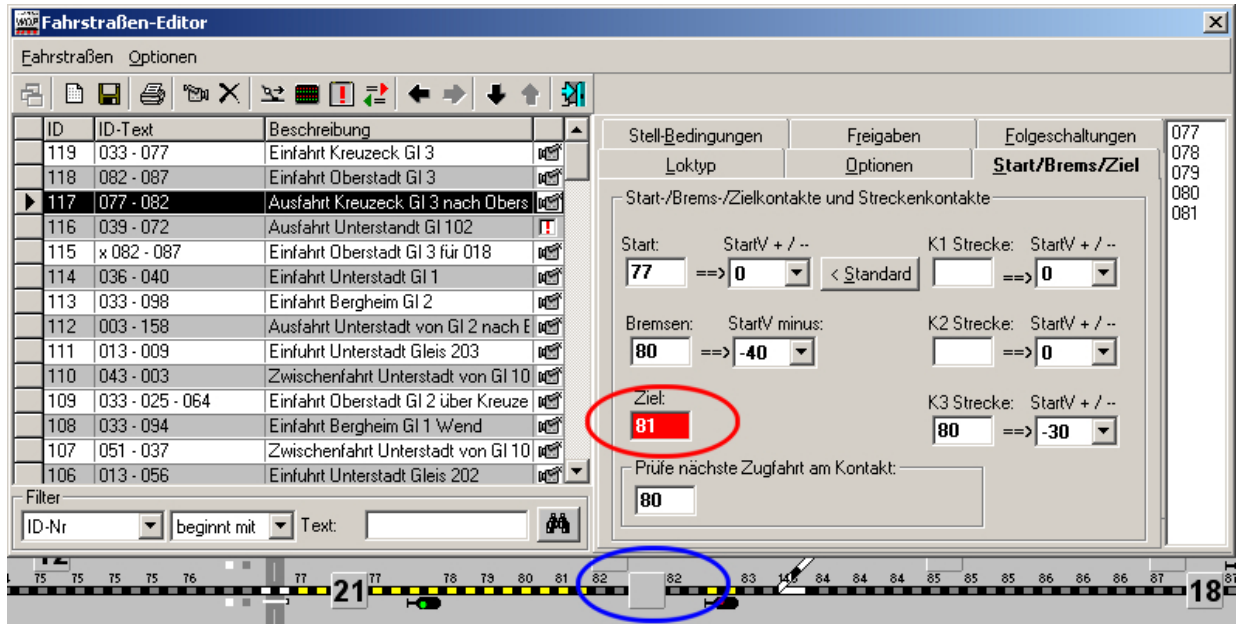 WDP Fahrstraßen-Editor
Fahrstraßen Optionen
ID ID-Text Beschreibung
119 033 - 077 Einfahrt Kreuzeck Gl 3
118 082 - 087 Einfahrt Oberstadt Gl 3
117 077 - 082 Ausfahrt Kreuzeck Gl 3 nach Obers
116 039 - 072 Ausfahrt Unterstandt Gl 102
115 x 082 - 087 Einfahrt Oberstadt Gl 3 für 018
114 036 - 040 Einfahrt Unterstadt Gl 1
113 033 - 098 Einfahrt Bergheim Gl 2
112 003 - 158 Ausfahrt Unterstadt von Gl 2 nach E
111 013 - 009 Einfuhrt Unterstadt Gleis 203
110 043 - 003 Zwischenfahrt Unterstadt von Gl 10
109 033 - 025 - 064 Einfahrt Oberstadt Gl 2 über Kreuze
108 033 - 094 Einfahrt Bergheim Gl 1 Wend
107 051 - 037 Zwischenfahrt Unterstadt von Gl 10
106 013 - 056 Einfuhrt Unterstadt Gleis 202
Filter
ID-Nr beginnt mit Text:
Stell-Bedingungen Freigaben Folgeschaltungen
Loktyp Optionen Start/Brems/Ziel
Start-/Brems-/Zielkontakte und Streckenkontakte
Start: StartV + / -- K1 Strecke: StartV + / --
77 ==> 0 < Standard ==> 0
Bremsen: StartV minus: K2 Strecke: StartV + / --
80 ==> -40 ==> 0
Ziel: K3 Strecke: StartV + / --
81 80 ==> -30
Prüfe nächste Zugfahrt am Kontakt:
80
077
078
079
080
081
75 75 75 75 76 77 77 78 79 80 81 82 82 83 84 84 84 85 85 85 86 86 86 87
21 18